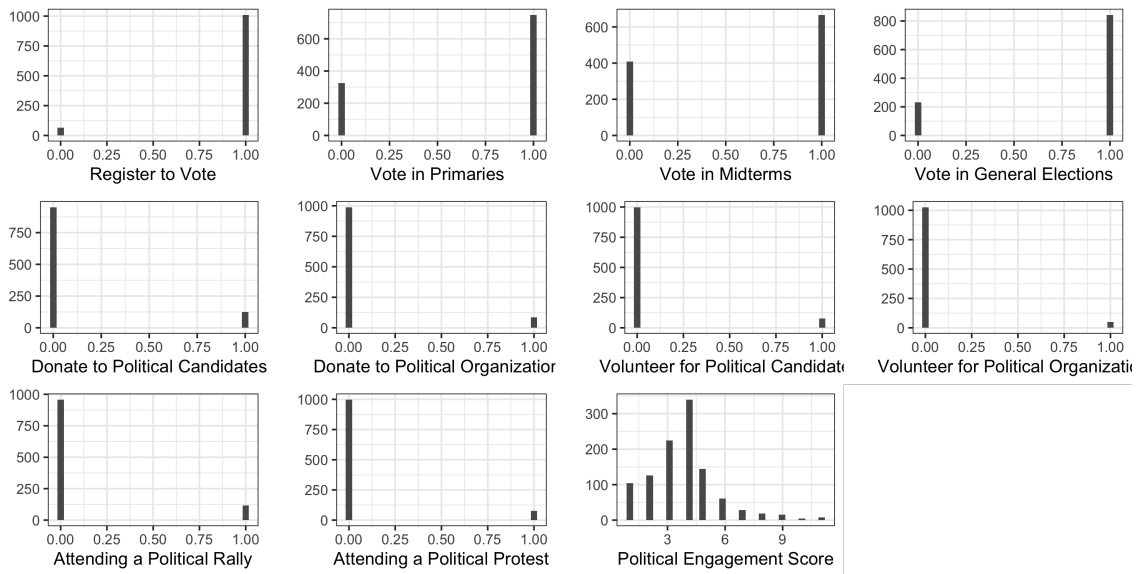 1000
750
500
250
0
0.00 0.25 0.50 0.75 1.00
Register to Vote
600
400
200
0
0.00 0.25 0.50 0.75 1.00
Vote in Primaries
600
400
200
0
0.00 0.25 0.50 0.75 1.00
Vote in Midterms
800
600
400
200
0
0.00 0.25 0.50 0.75 1.00
Vote in General Elections
750
500
250
0
0.00 0.25 0.50 0.75 1.00
Donate to Political Candidates
1000
750
500
250
0
0.00 0.25 0.50 0.75 1.00
Donate to Political Organization
1000
750
500
250
0
0.00 0.25 0.50 0.75 1.00
Volunteer for Political Candidate
1000
750
500
250
0
0.00 0.25 0.50 0.75 1.00
Volunteer for Political Organizatio
1000
750
500
250
0
0.00 0.25 0.50 0.75 1.00
Attending a Political Rally
1000
750
500
250
0
0.00 0.25 0.50 0.75 1.00
Attending a Political Protest
300
200
100
0
3 6 9
Political Engagement Score